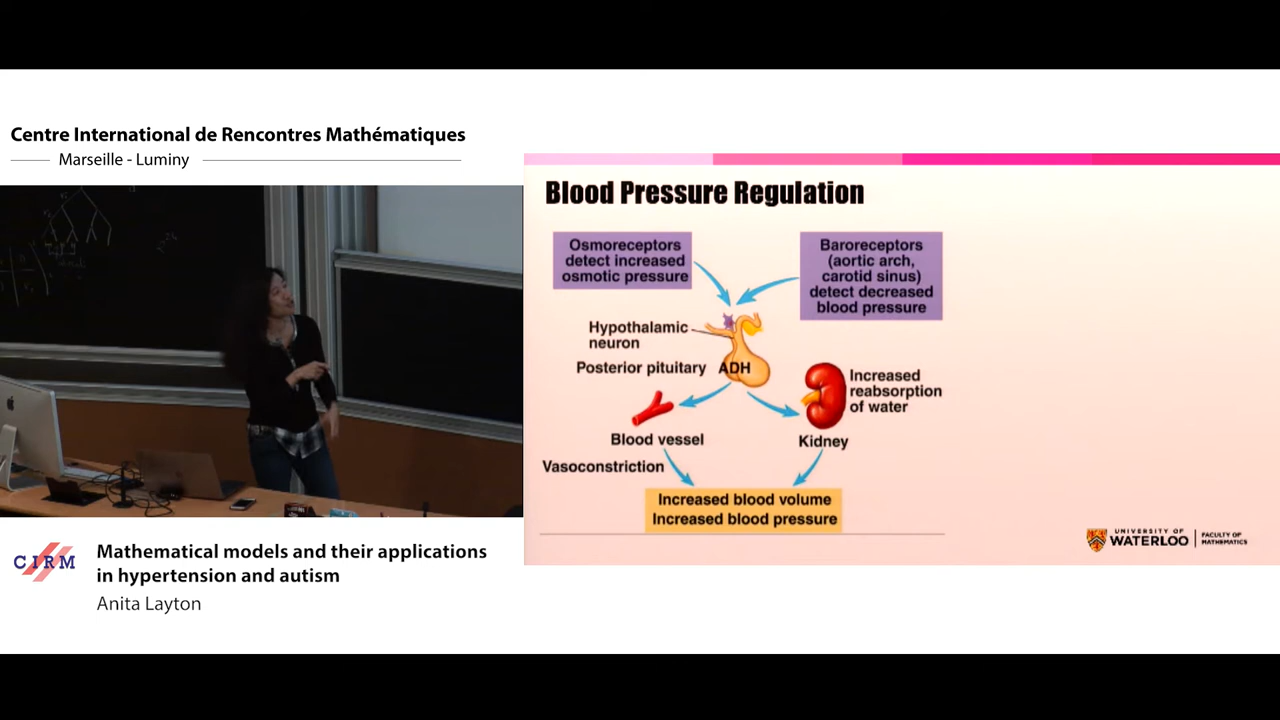 Centre International de Rencontres Mathématiques
Marseille - Luminy
Blood Pressure Regulation
Osmoreceptors
detect increased
osmotic pressure
Baroreceptors
(aortic arch,
carotid sinus)
detect decreased
blood pressure
Hypothalamic
neuron
Posterior pituitary
ADH
Increased
reabsorption
of water
Blood vessel
Kidney
Vasoconstriction
Increased blood volume
Increased blood pressure
UNIVERSITY OF
WATERLOO
FACULTY OF
MATHEMATICS
CIRM
Mathematical models and their applications
in hypertension and autism
Anita Layton